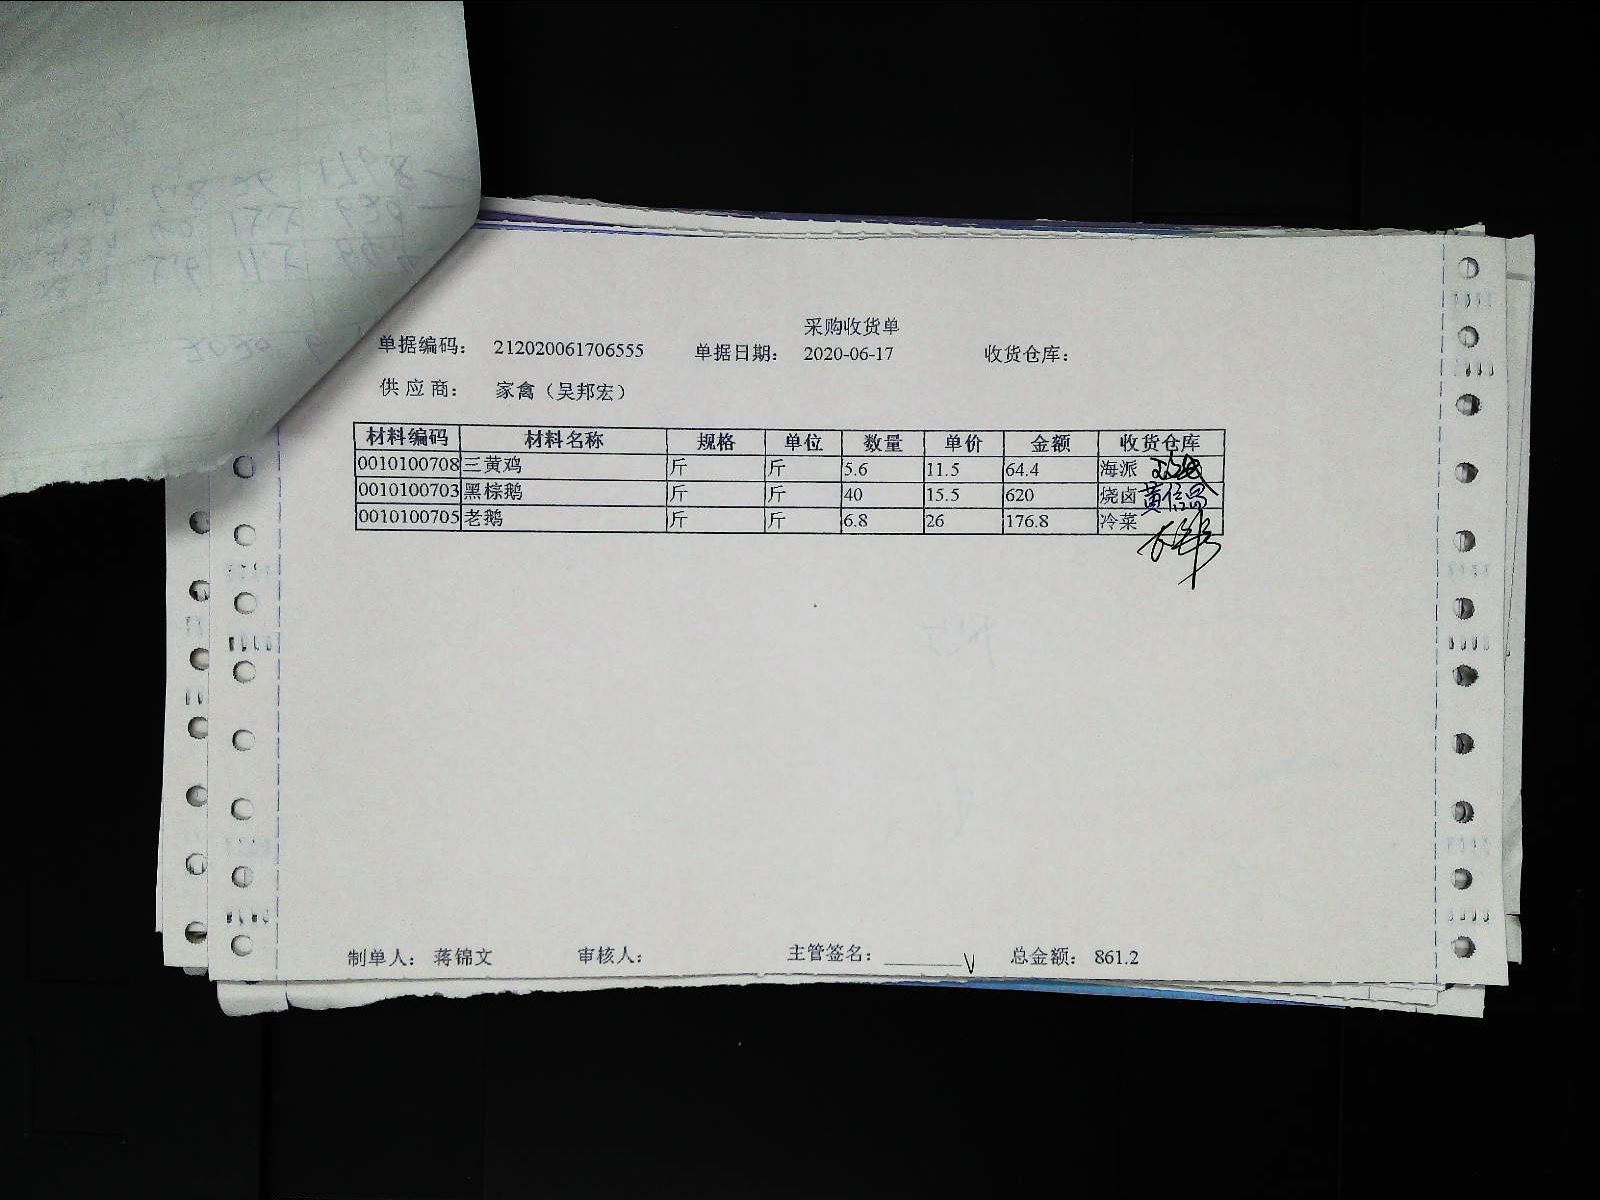 采购收货单
单据编码： 212020061706555 单据日期： 2020-06-17 收货仓库：
供应商： 家禽（吴邦宏）
材料编码 材料名称 规格 单位 数量 单价 金额 收货仓库
0010100708 三黄鸡 斤 斤 5.6 11.5 64.4 海派
0010100703 黑棕鹅 斤 斤 40 15.5 620 烧卤
0010100705 老鹅 斤 斤 6.8 26 176.8 冷菜
制单人： 蒋锦文 审核人： 主管签名： 总金额： 861.2